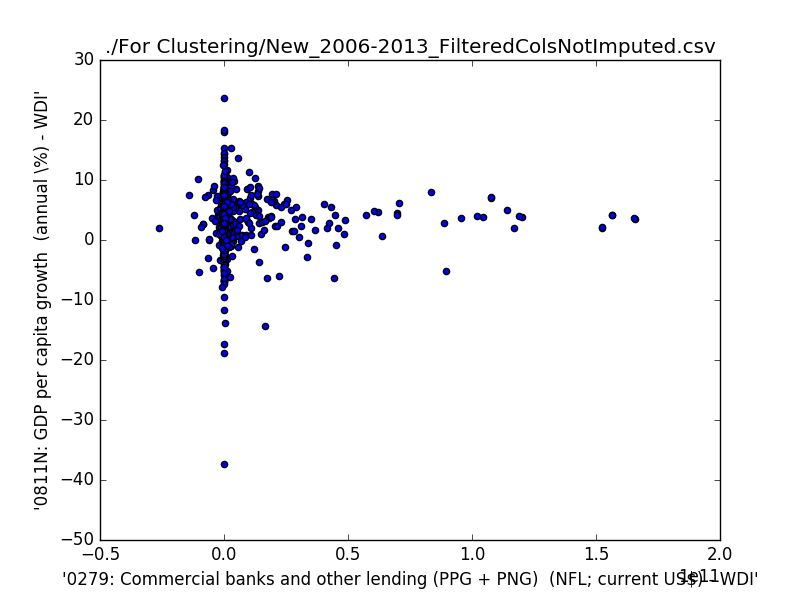 ./For Clustering/New_2006-2013_FilteredColsNotImputed.csv
'0811N: GDP per capita growth  (annual \%) - WDI'
30
20
10
0
−10
−20
−30
−40
−50
−0.5 0.0 0.5 1.0 1.5 2.0
1e11
'0279: Commercial banks and other lending (PPG + PNG)  (NFL; current US$) - WDI'